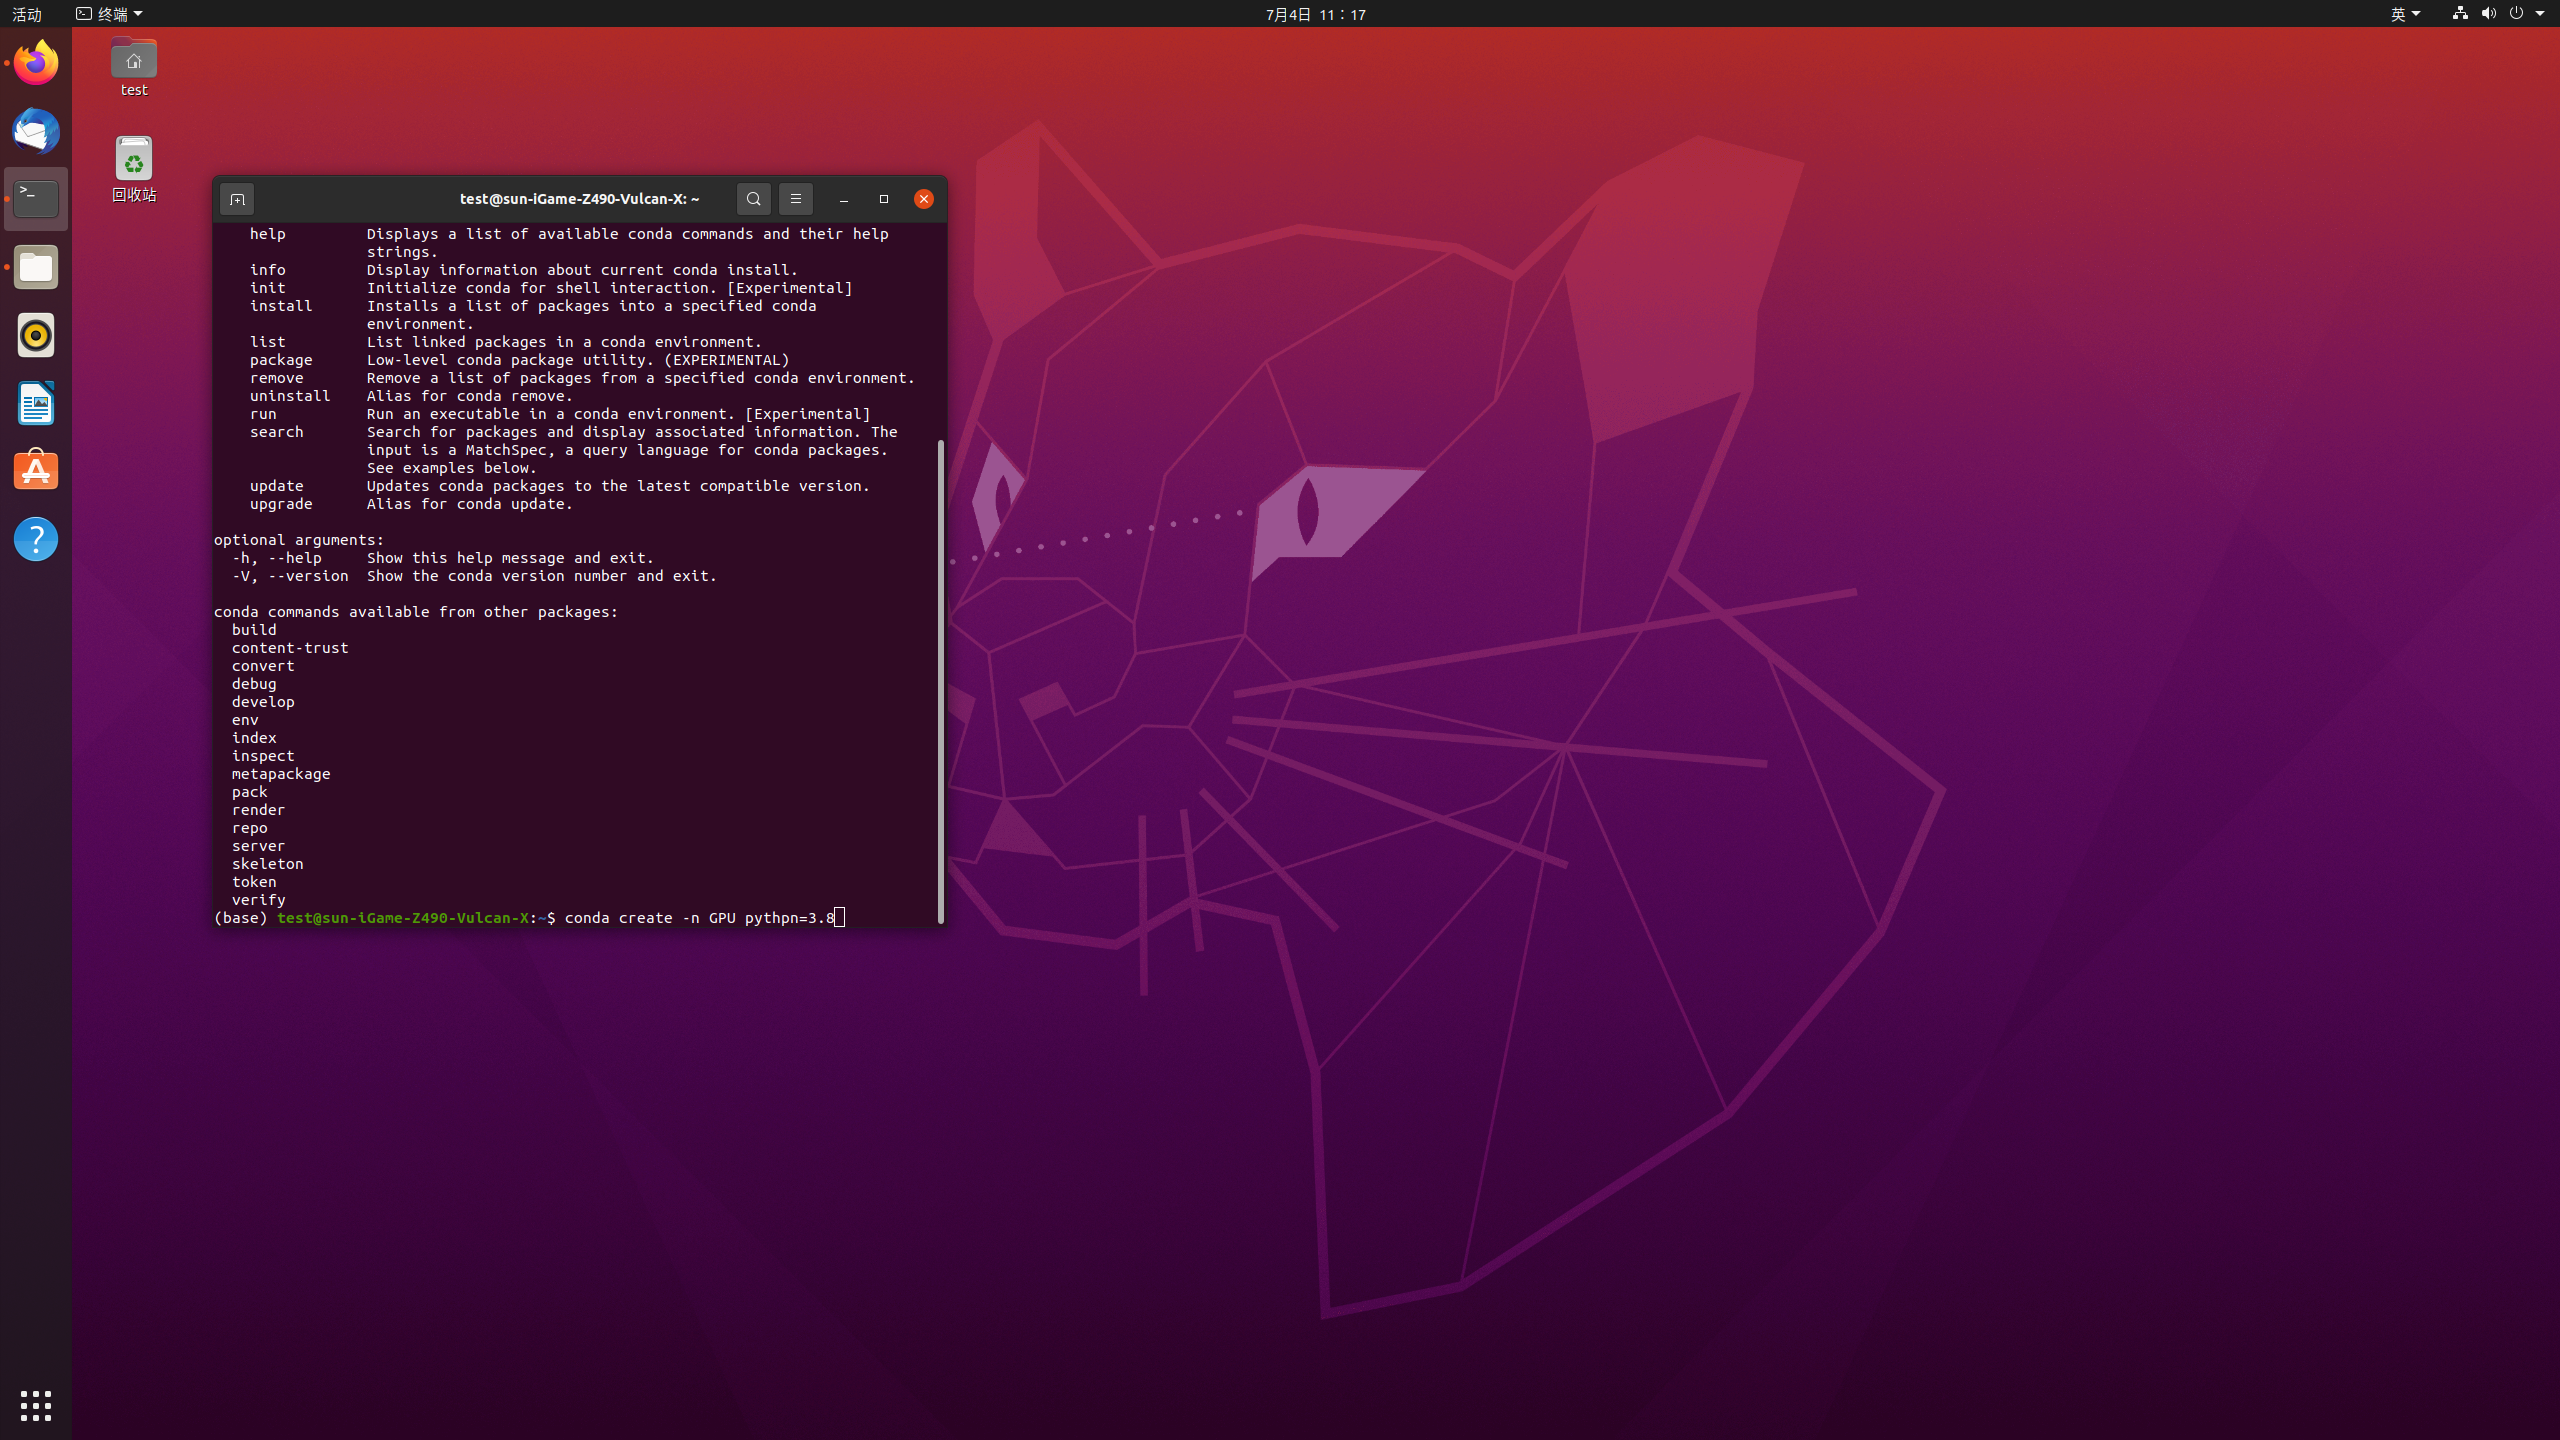 活动 终端 7月4日 11：17 英
test
回收站
test@sun-iGame-Z490-Vulcan-X: ~
help Displays a list of available conda commands and their help
strings.
info Display information about current conda install.
init Initialize conda for shell interaction. [Experimental]
install Installs a list of packages into a specified conda
environment.
list List linked packages in a conda environment.
package Low-level conda package utility. (EXPERIMENTAL)
remove Remove a list of packages from a specified conda environment.
uninstall Alias for conda remove.
run Run an executable in a conda environment. [Experimental]
search Search for packages and display associated information. The
input is a MatchSpec, a query language for conda packages.
See examples below.
update Updates conda packages to the latest compatible version.
upgrade Alias for conda update.
optional arguments:
-h, --help Show this help message and exit.
-V, --version Show the conda version number and exit.
conda commands available from other packages:
build
content-trust
convert
debug
develop
env
index
inspect
metapackage
pack
render
repo
server
skeleton
token
verify
(base) test@sun-iGame-Z490-Vulcan-X:~$ conda create -n GPU pythpn=3.8